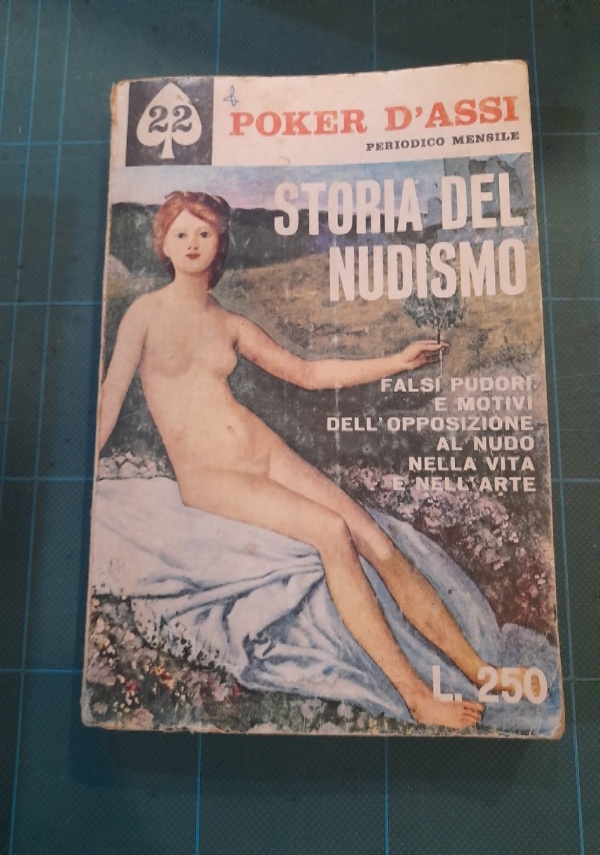 22
POKER D'ASSI
PERIODICO MENSILE
STORIA DEL
NUDISMO
FALSI PUDORI
E MOTIVI
DELL'OPPOSIZIONE
AL NUDO
NELLA VITA
E NELL'ARTE
L. 250